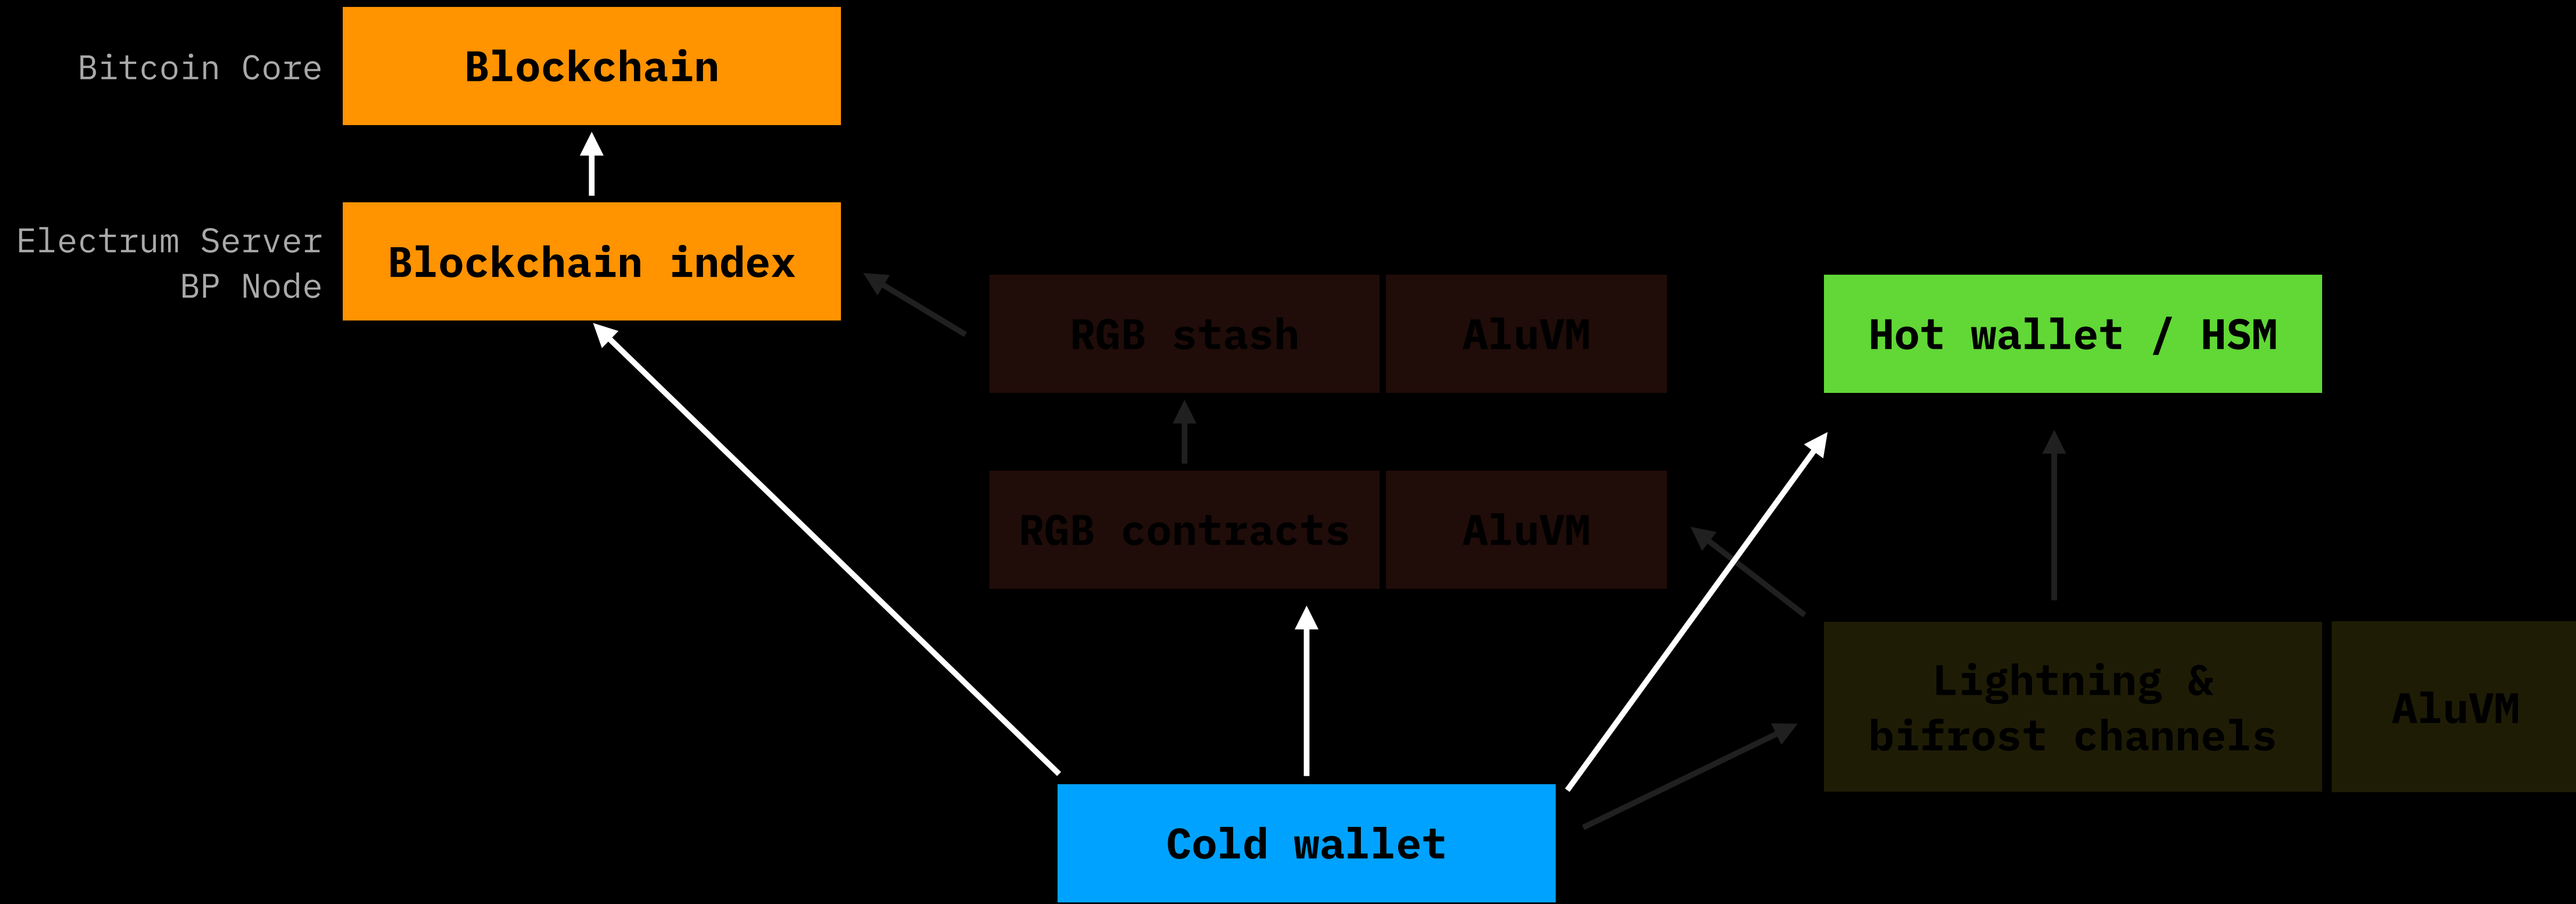 Bitcoin Core
Blockchain
Electrum Server
BP Node
Blockchain index
RGB stash
AluVM
Hot wallet / HSM
RGB contracts
AluVM
Lightning &
bifrost channels
AluVM
Cold wallet